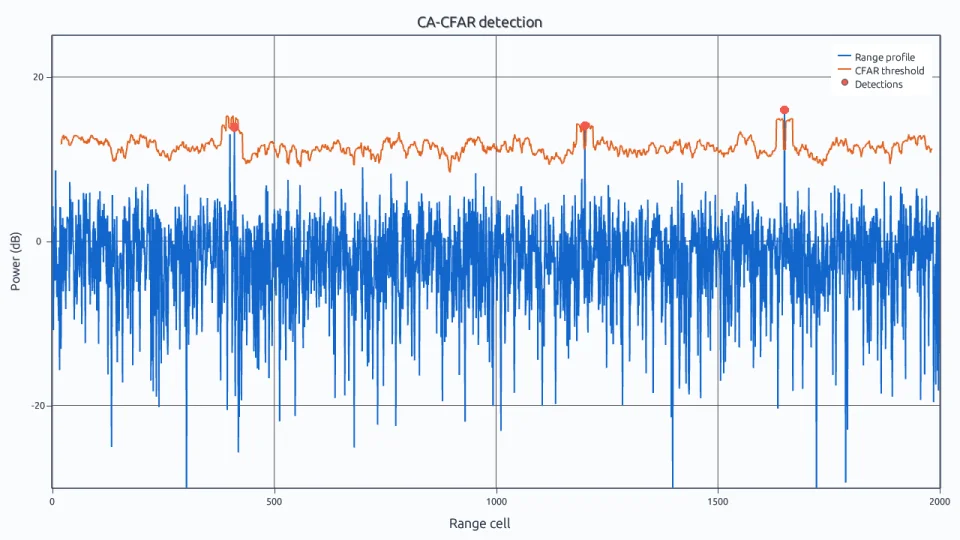 CA-CFAR detection
Range profile
CFAR threshold
Detections
Power (dB)
20
0
-20
0
500
1000
1500
2000
Range cell